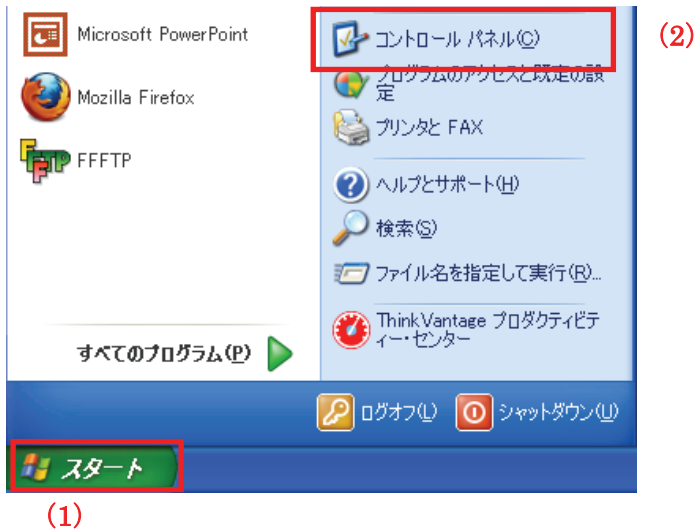 Microsoft PowerPoint
Mozilla Firefox
FFFTP
すべてのプログラム(P)
コントロール パネル(C)
プログラムのアクセスと既定の設
定
プリンタと FAX
ヘルプとサポート(H)
検索(S)
ファイル名を指定して実行(R)...
ThinkVantage プロダクティビテ
ィー・センター
ログオフ(L)
シャットダウン(U)
スタート
(1)
(2)